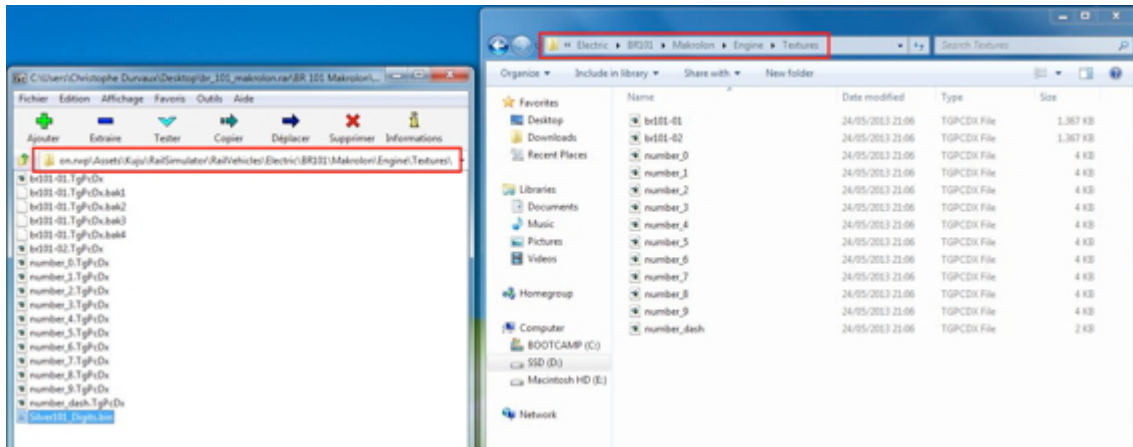 C:\Users\Christophe Durvaux\Desktop\br_101_makrolon.rar\BR 101 Makrolon\...
Fichier Edition Affichage Favoris Outils Aide
Ajouter Extraire Tester Copier Déplacer Supprimer Informations
on.rwp\Assets\Kuju\RailSimulator\RailVehicles\Electric\BR101\Makrolon\Engine\Textures\
br101-01.TgPcDx
br101-01.TgPcDx.bak1
br101-01.TgPcDx.bak2
br101-01.TgPcDx.bak3
br101-01.TgPcDx.bak4
br101-02.TgPcDx
number_0.TgPcDx
number_1.TgPcDx
number_2.TgPcDx
number_3.TgPcDx
number_4.TgPcDx
number_5.TgPcDx
number_6.TgPcDx
number_7.TgPcDx
number_8.TgPcDx
number_9.TgPcDx
number_dash.TgPcDx
Silver101_Digits.bin
« Electric ▸ BR101 ▸ Makrolon ▸ Engine ▸ Textures
Search Textures
Organize Include in library Share with New folder
Favorites
Desktop
Downloads
Recent Places
Libraries
Documents
Music
Pictures
Videos
Homegroup
Computer
BOOTCAMP (C:)
SSD (D:)
Macintosh HD (E:)
Network
Name Date modified Type Size
br101-01 24/05/2013 21:06 TGPCDX File 1,367 KB
br101-02 24/05/2013 21:06 TGPCDX File 1,367 KB
number_0 24/05/2013 21:06 TGPCDX File 4 KB
number_1 24/05/2013 21:06 TGPCDX File 4 KB
number_2 24/05/2013 21:06 TGPCDX File 4 KB
number_3 24/05/2013 21:06 TGPCDX File 4 KB
number_4 24/05/2013 21:06 TGPCDX File 4 KB
number_5 24/05/2013 21:06 TGPCDX File 4 KB
number_6 24/05/2013 21:06 TGPCDX File 4 KB
number_7 24/05/2013 21:06 TGPCDX File 4 KB
number_8 24/05/2013 21:06 TGPCDX File 4 KB
number_9 24/05/2013 21:06 TGPCDX File 4 KB
number_dash 24/05/2013 21:06 TGPCDX File 2 KB